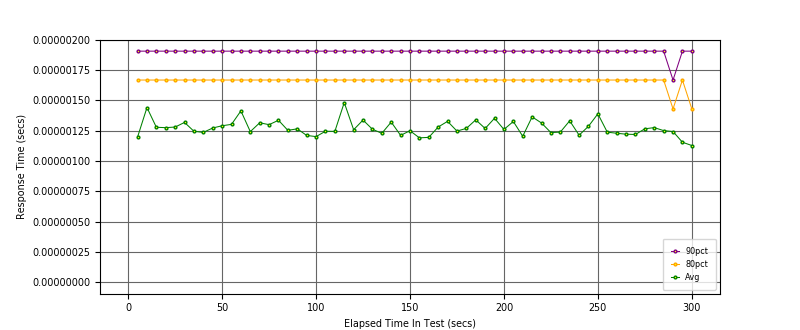 0.00000200
0.00000175
0.00000150
0.00000125
0.00000100
0.00000075
0.00000050
0.00000025
0.00000000
Response Time (secs)
90pct
80pct
Avg
0 50 100 150 200 250 300
Elapsed Time In Test (secs)